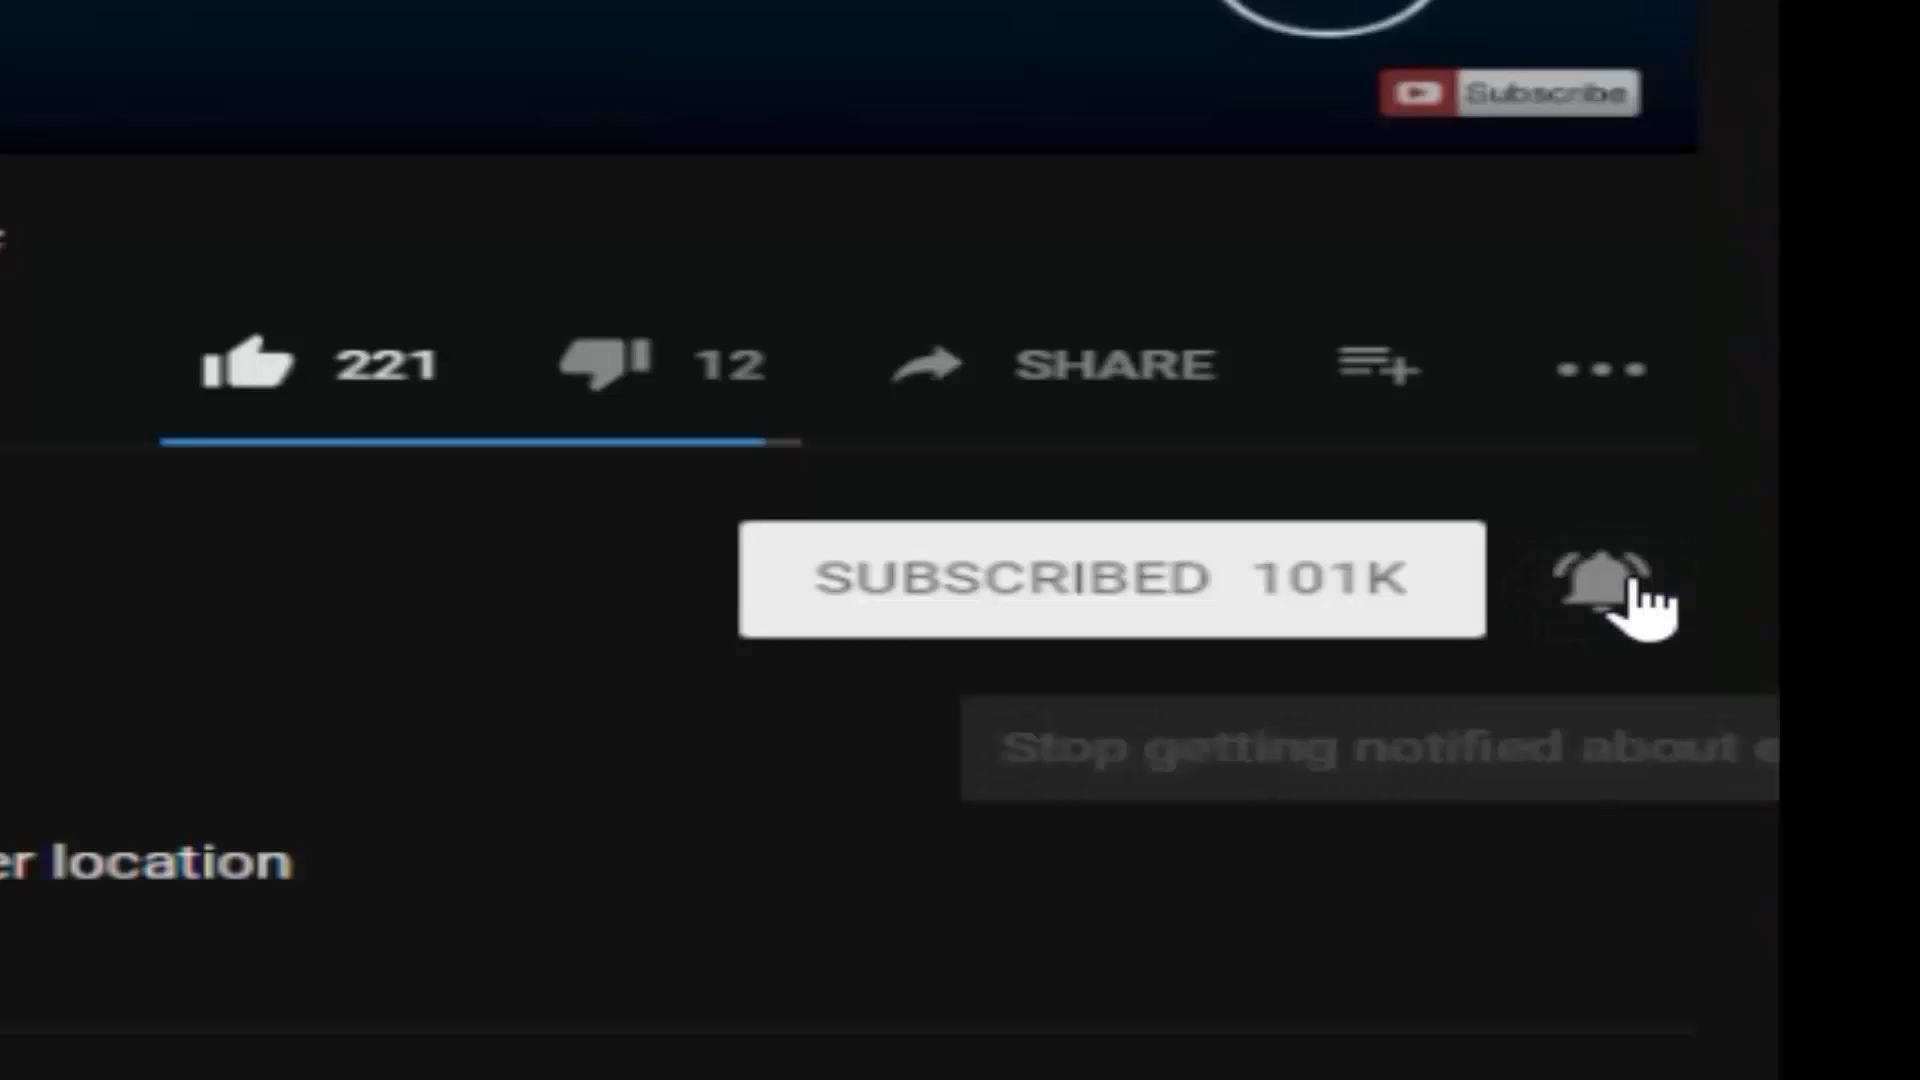 Subscribe
221 12 SHARE
SUBSCRIBED 101K
Stop getting notified about
er location